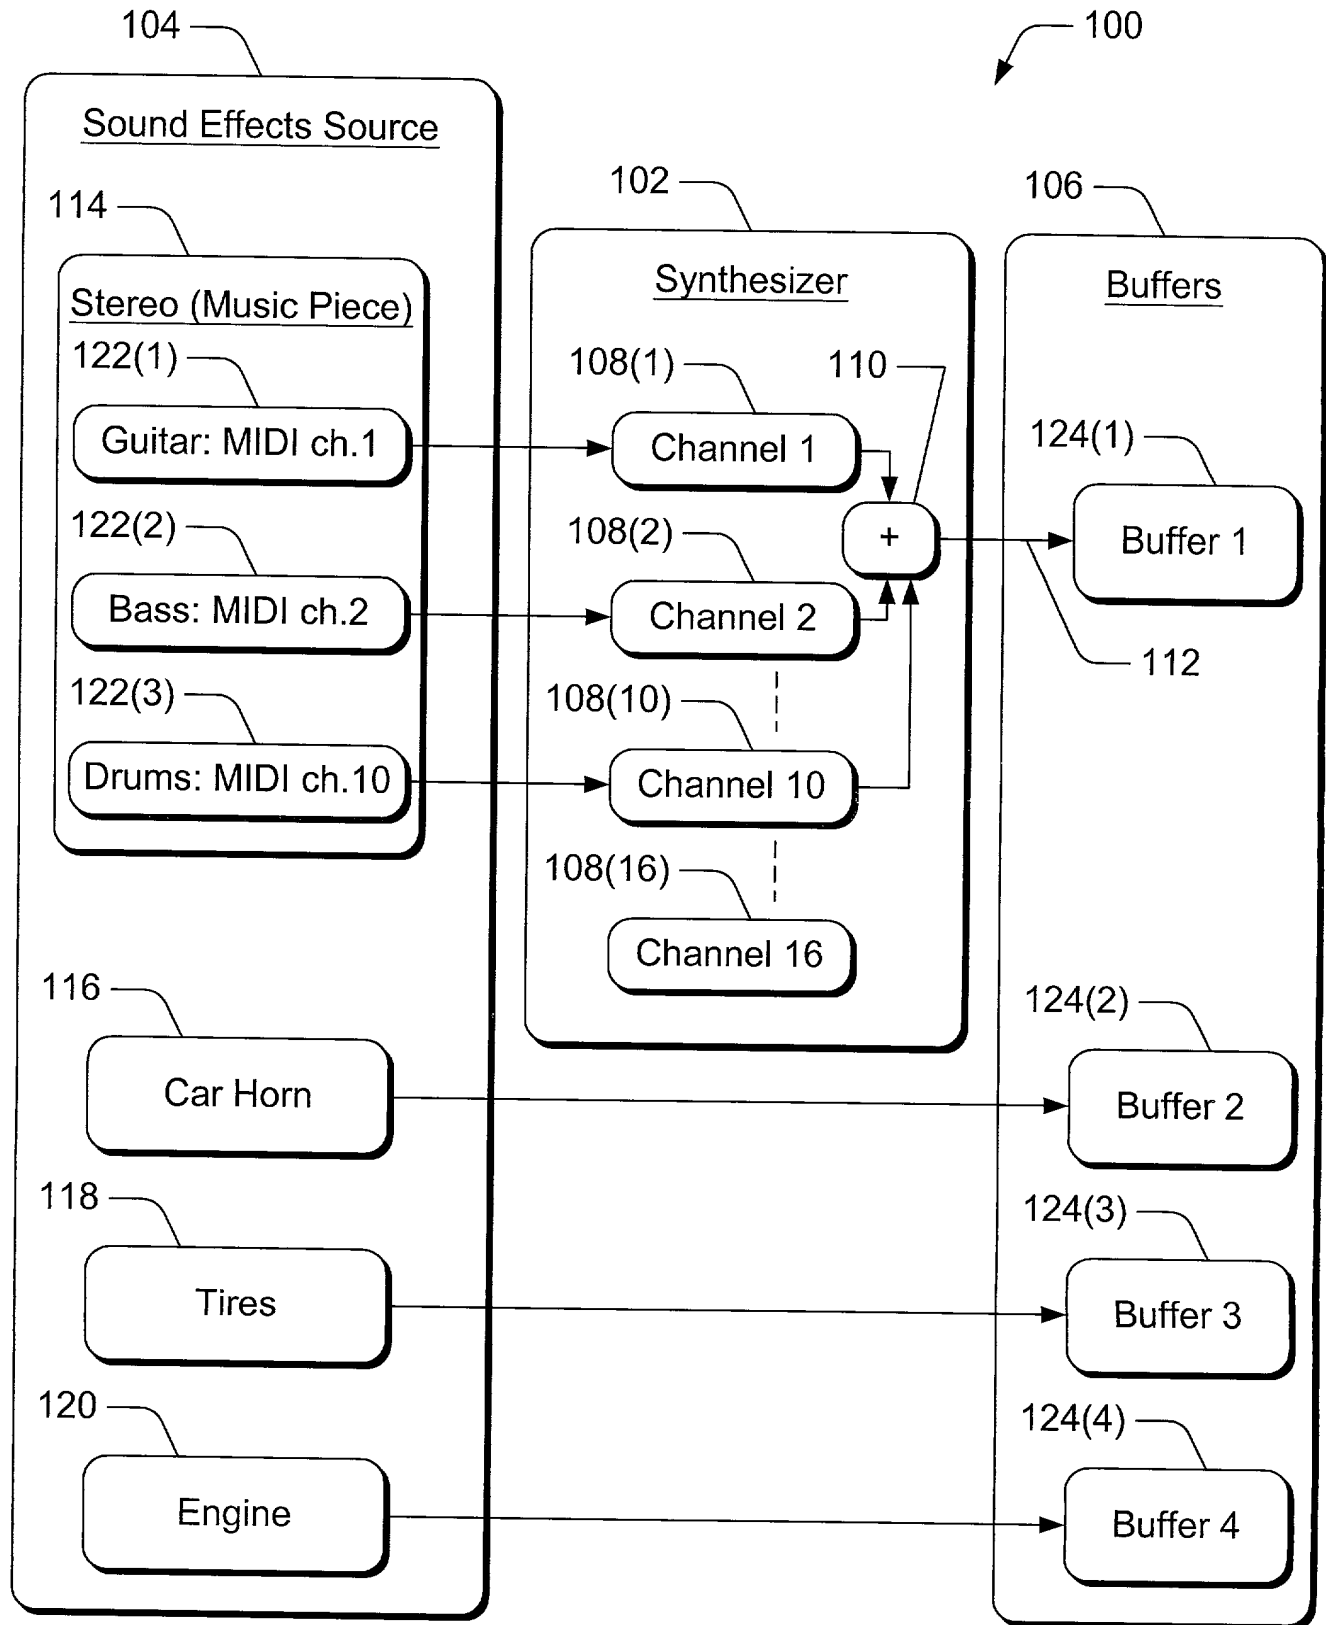 104
100
Sound Effects Source
102
106
114
Synthesizer
Buffers
Stereo (Music Piece)
122(1)
108(1)
110
Guitar: MIDI ch.1
Channel 1
124(1)
122(2)
108(2)
+
Buffer 1
Bass: MIDI ch.2
Channel 2
112
122(3)
108(10)
Drums: MIDI ch.10
Channel 10
108(16)
Channel 16
116
124(2)
Car Horn
Buffer 2
118
124(3)
Tires
Buffer 3
120
124(4)
Engine
Buffer 4